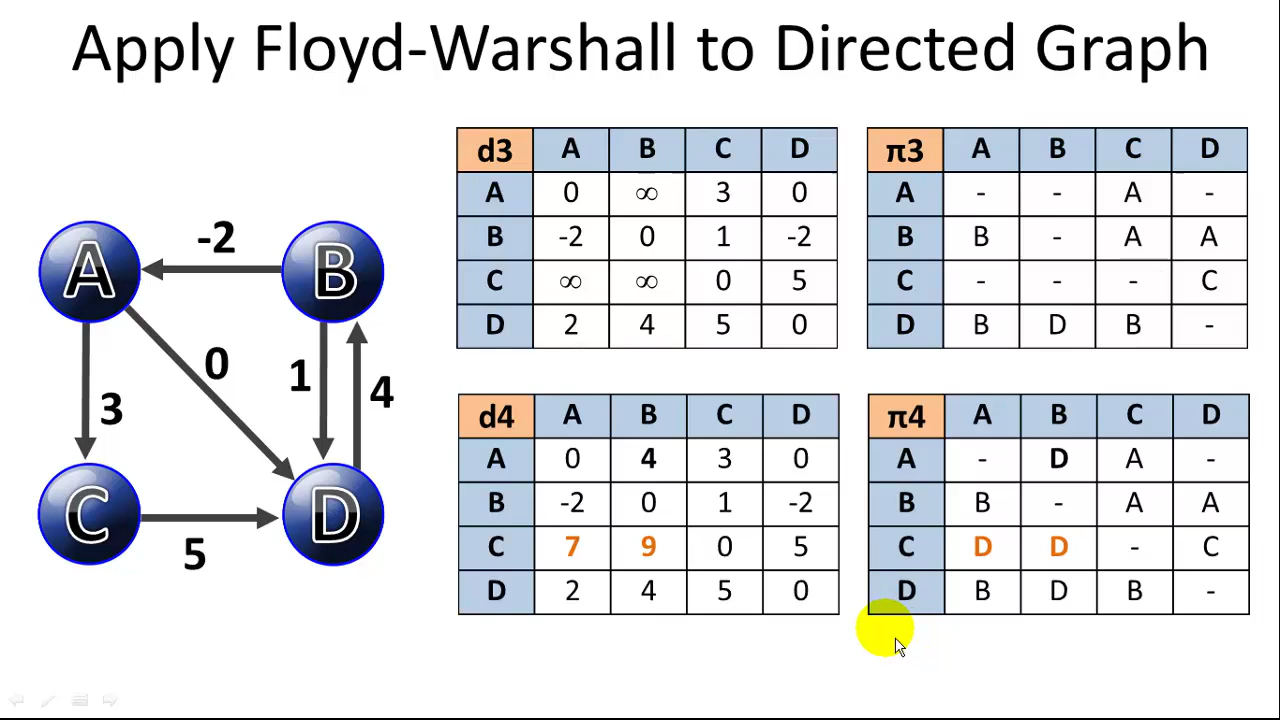 Apply Floyd-Warshall to Directed Graph
A
B
C
D
-2
0
1
4
3
5
d3 A B C D
A 0 ∞ 3 0
B -2 0 1 -2
C ∞ ∞ 0 5
D 2 4 5 0
π3 A B C D
A - - A -
B B - A A
C - - - C
D B D B -
d4 A B C D
A 0 4 3 0
B -2 0 1 -2
C 7 9 0 5
D 2 4 5 0
π4 A B C D
A - D A -
B B - A A
C D D - C
D B D B -